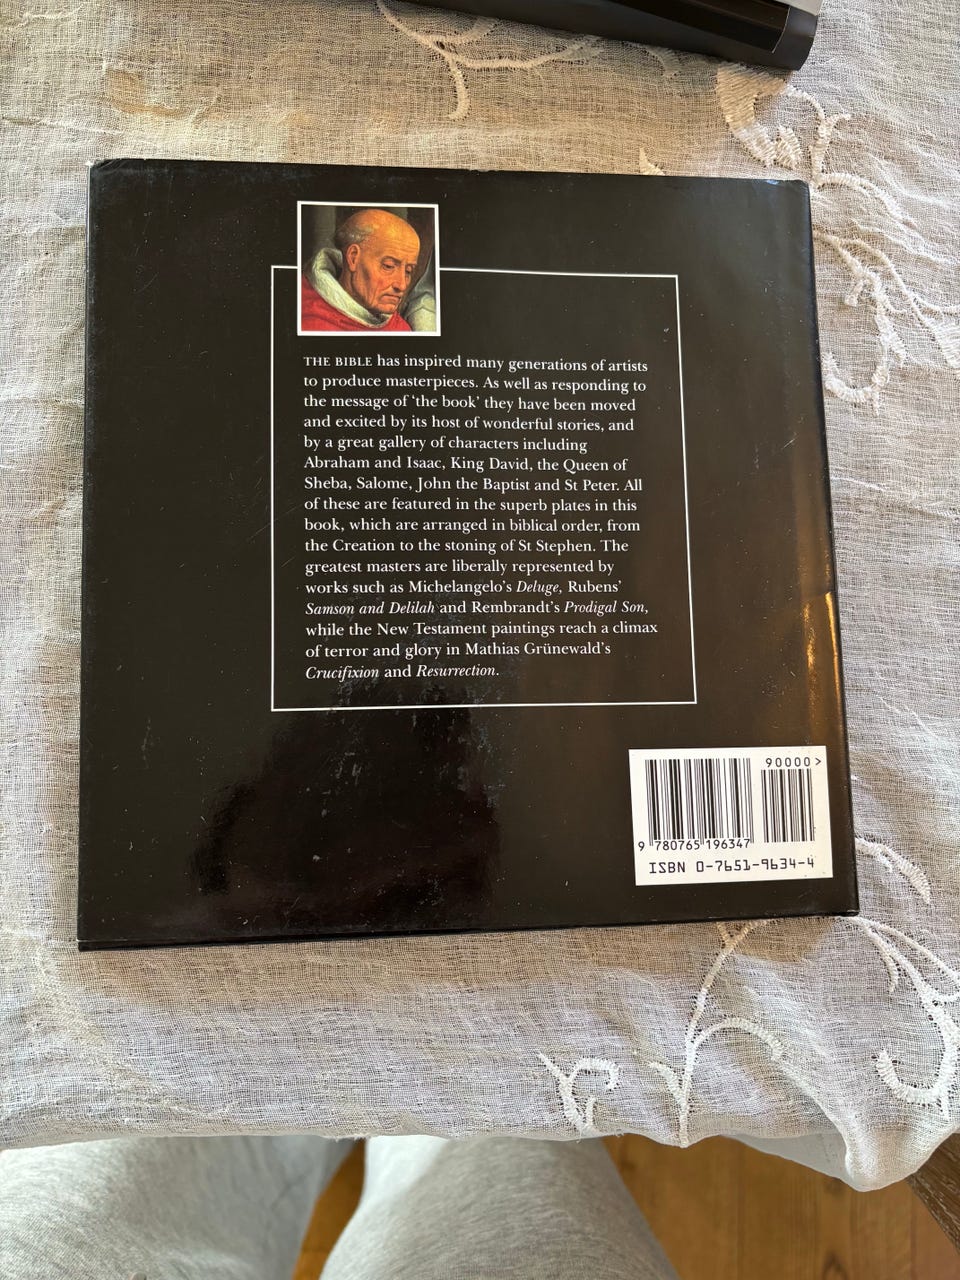 THE BIBLE has inspired many generations of artists
to produce masterpieces. As well as responding to
the message of ‘the book’ they have been moved
and excited by its host of wonderful stories, and
by a great gallery of characters including
Abraham and Isaac, King David, the Queen of
Sheba, Salome, John the Baptist and St Peter. All
of these are featured in the superb plates in this
book, which are arranged in biblical order, from
the Creation to the stoning of St Stephen. The
greatest masters are liberally represented by
works such as Michelangelo’s Deluge, Rubens’
Samson and Delilah and Rembrandt’s Prodigal Son,
while the New Testament paintings reach a climax
of terror and glory in Mathias Grünewald’s
Crucifixion and Resurrection.
90000>
9 780765 196347
ISBN 0-7651-9634-4